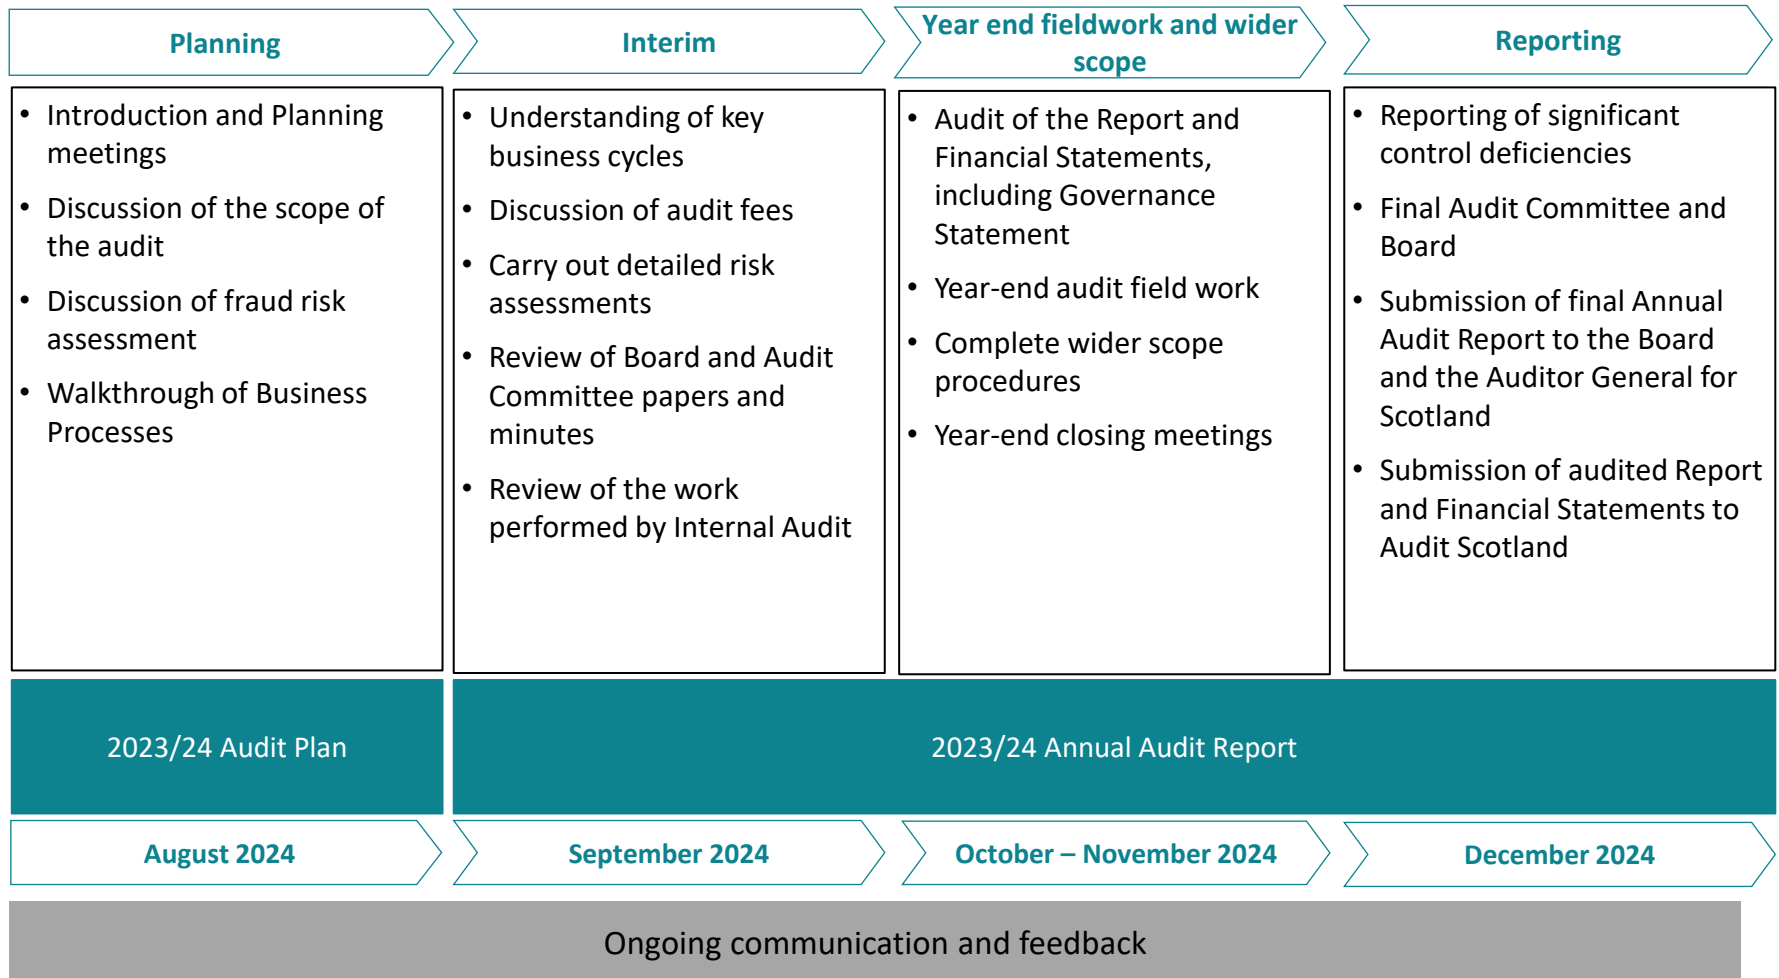 Planning
Interim
Year end fieldwork and wider
scope
Reporting
• Introduction and Planning
meetings
• Discussion of the scope of
the audit
• Discussion of fraud risk
assessment
• Walkthrough of Business
Processes
• Understanding of key
business cycles
• Discussion of audit fees
• Carry out detailed risk
assessments
• Review of Board and Audit
Committee papers and
minutes
• Review of the work
performed by Internal Audit
• Audit of the Report and
Financial Statements,
including Governance
Statement
• Year-end audit field work
• Complete wider scope
procedures
• Year-end closing meetings
• Reporting of significant
control deficiencies
• Final Audit Committee and
Board
• Submission of final Annual
Audit Report to the Board
and the Auditor General for
Scotland
• Submission of audited Report
and Financial Statements to
Audit Scotland
2023/24 Audit Plan
2023/24 Annual Audit Report
August 2024
September 2024
October – November 2024
December 2024
Ongoing communication and feedback